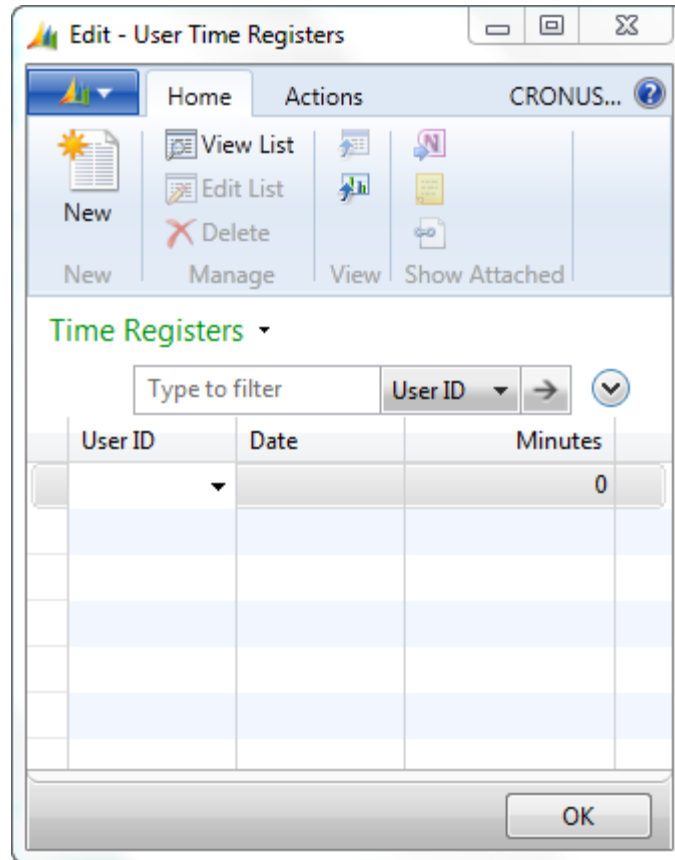 Edit - User Time Registers
Home Actions CRONUS...
View List
Edit List
New
Delete
New Manage View Show Attached
Time Registers
Type to filter User ID
User ID Date Minutes
0
OK